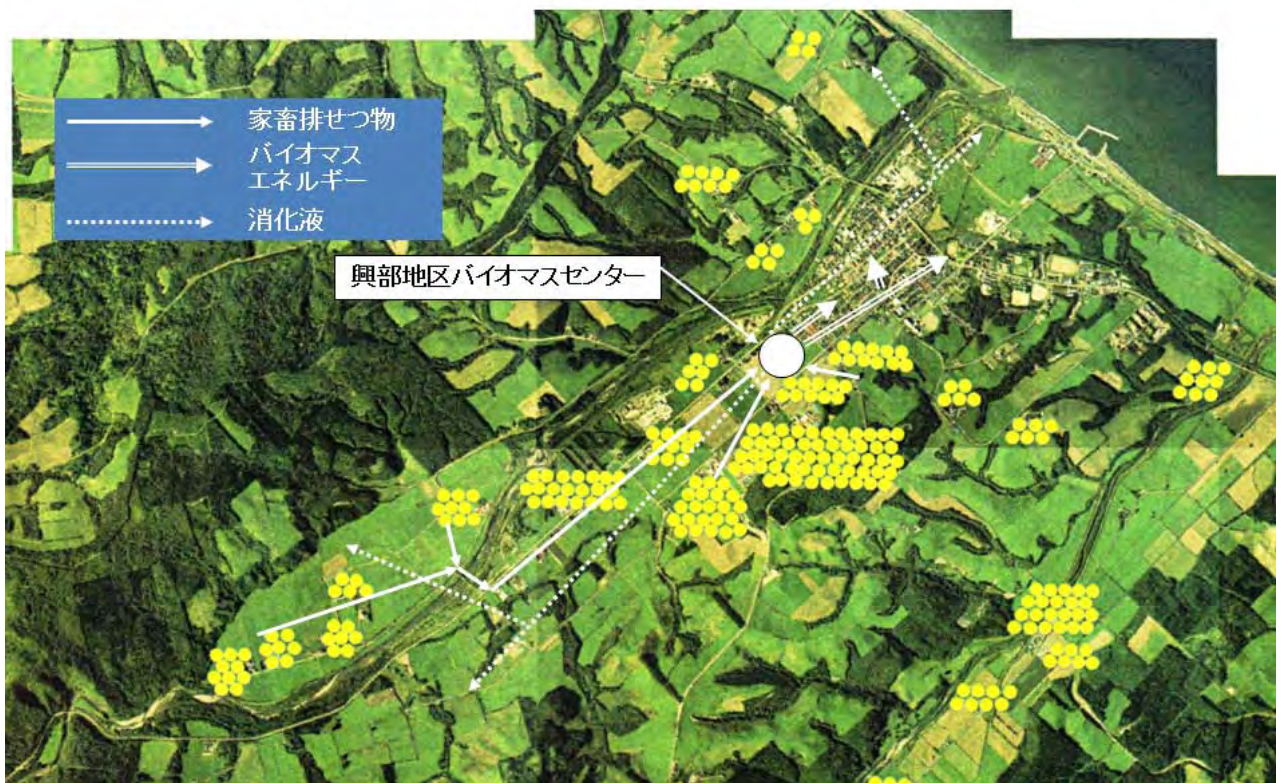 家畜排せつ物
バイオマス
エネルギー
消化液
興部地区バイオマスセンター